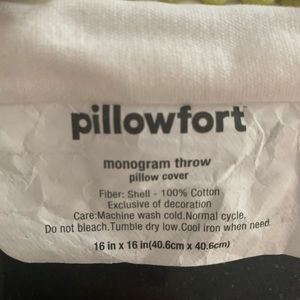 pillowfort
monogram throw
pillow cover
Fiber: Shell - 100% Cotton
Exclusive of decoration
Care:Machine wash cold.Normal cycle.
Do not bleach.Tumble dry low.Cool iron when need.
16 in x 16 in(40.6cm x 40.6cm)